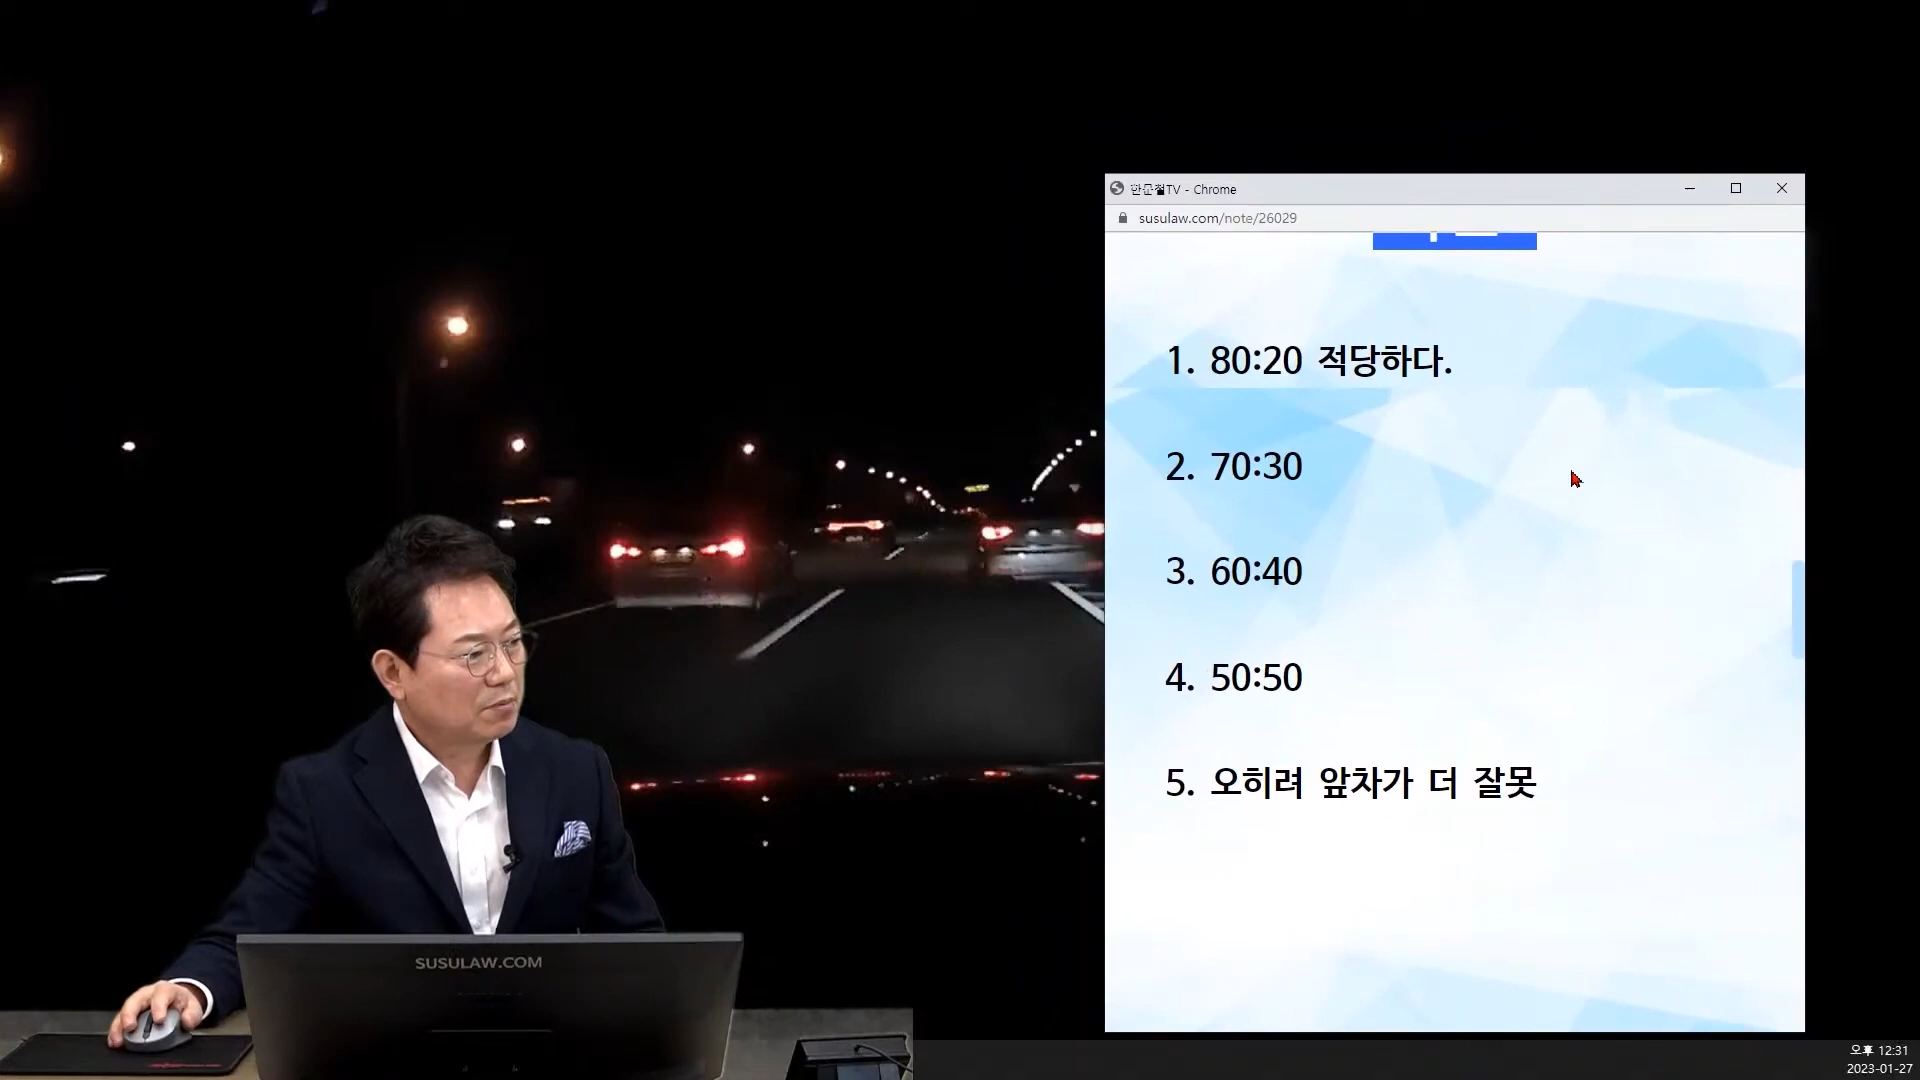 한문철TV - Chrome
susulaw.com/note/26029
1. 80:20 적당하다.
2. 70:30
3. 60:40
4. 50:50
5. 오히려 앞차가 더 잘못
SUSULAW.COM
오후 12:31
2023-01-27